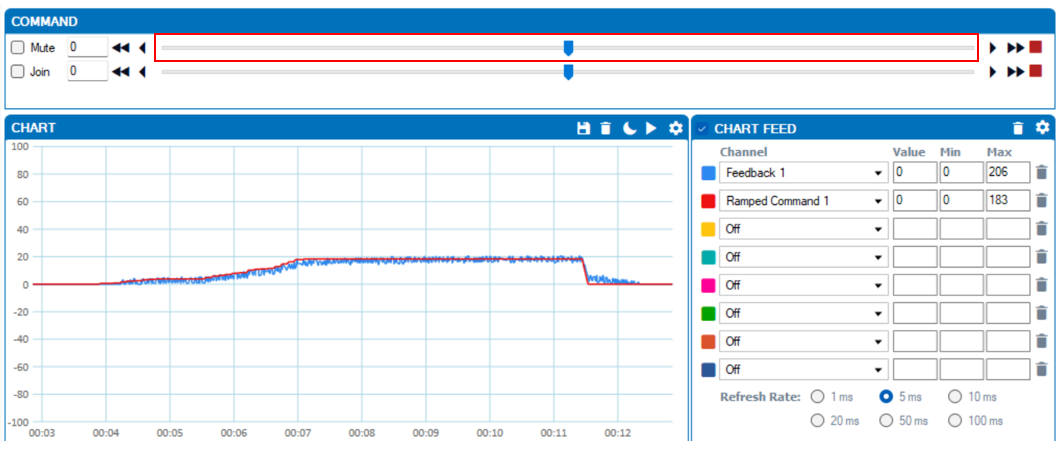 COMMAND
Mute 0
Join 0
CHART
100
80
60
40
20
0
-20
-40
-60
-80
-100
00:03 00:04 00:05 00:06 00:07 00:08 00:09 00:10 00:11 00:12
CHART FEED
Channel Value Min Max
Feedback 1 0 0 206
Ramped Command 1 0 0 183
Off
Off
Off
Off
Off
Off
Refresh Rate: 1 ms 5 ms 10 ms
20 ms 50 ms 100 ms